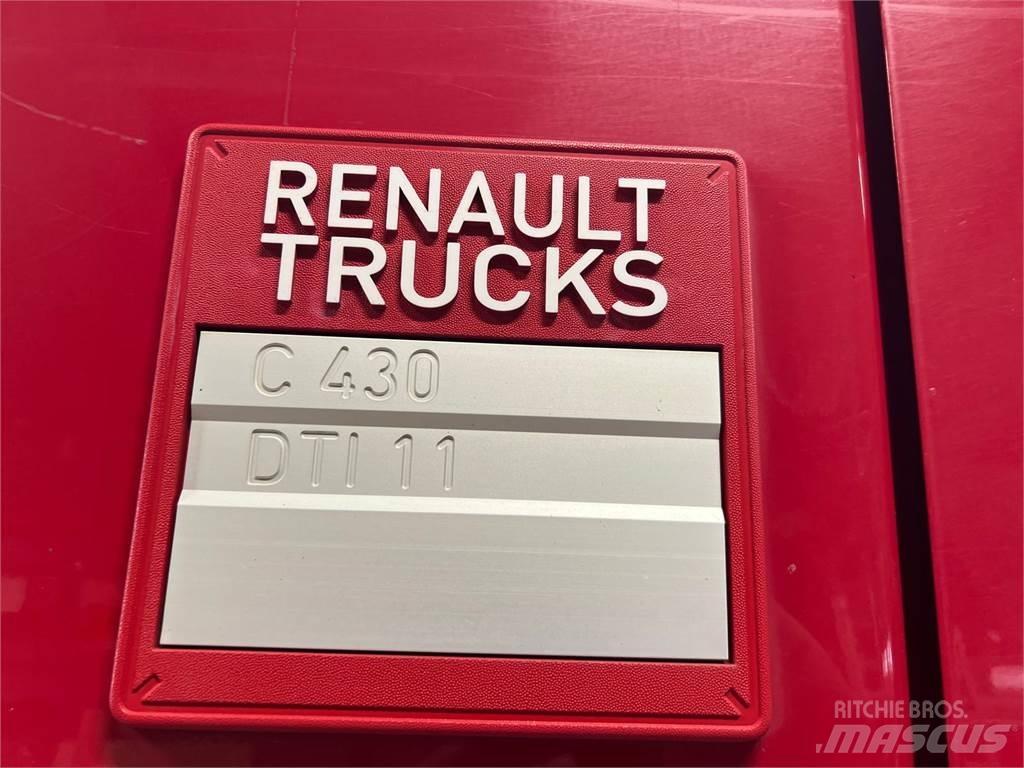 RENAULT
TRUCKS
C 430
DTI 11
RITCHIE BROS.
MASCUS